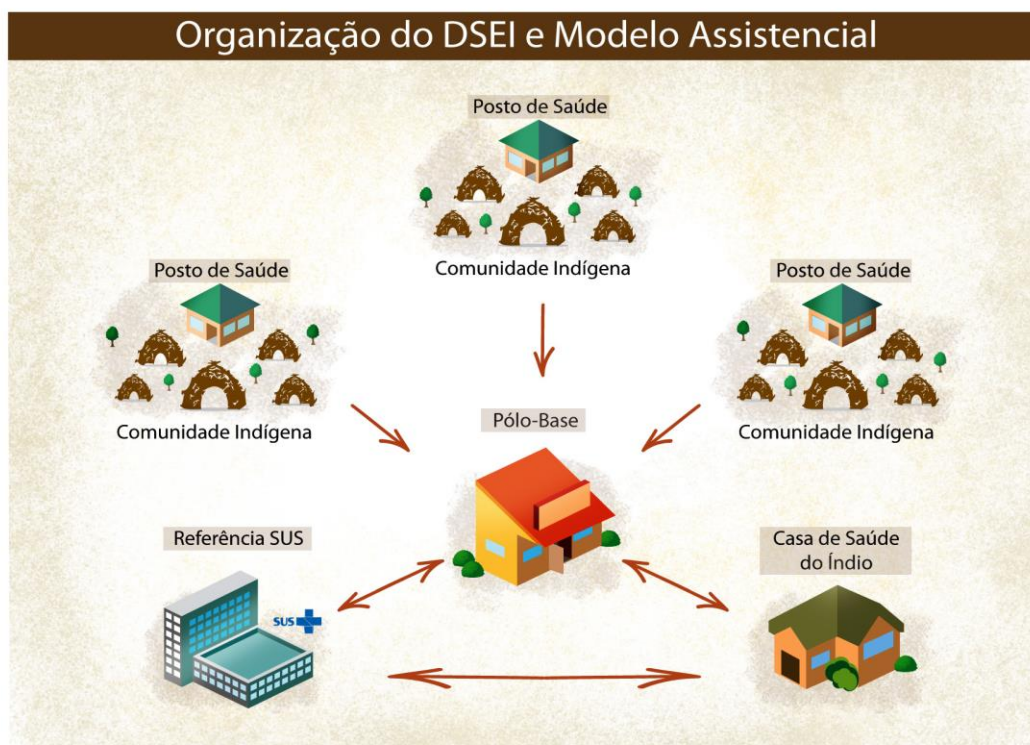 Organização do DSEI e Modelo Assistencial
Posto de Saúde
Comunidade Indígena
Posto de Saúde
Comunidade Indígena
Posto de Saúde
Comunidade Indígena
Pólo-Base
Referência SUS
SUS
Casa de Saúde
do Índio